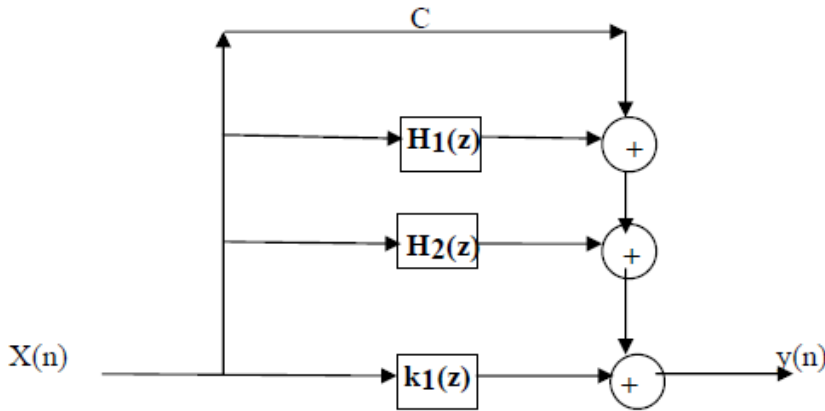 C
H1(z)
+
H2(z)
+
X(n)
k1(z)
+
y(n)